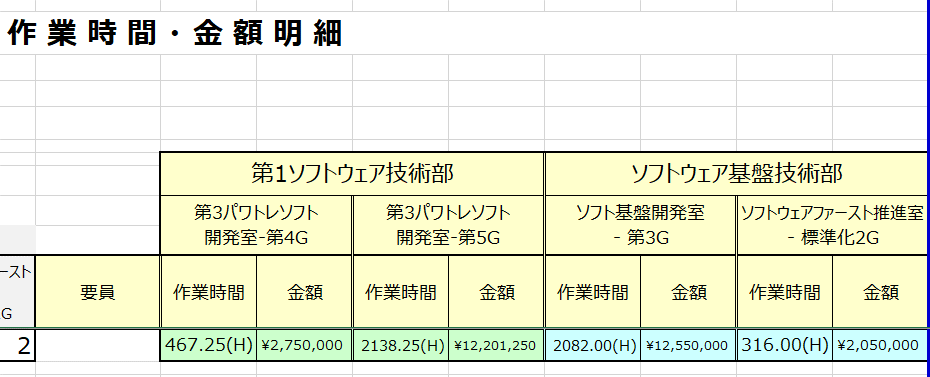 作業時間・金額明細
第1ソフトウェア技術部 ソフトウェア基盤技術部
第3パワトレソフト 第3パワトレソフト ソフト基盤開発室 ソフトウェアファースト推進室
開発室-第4G 開発室-第5G - 第3G - 標準化2G
ースト
要員 作業時間 金額 作業時間 金額 作業時間 金額 作業時間 金額
G
2 467.25(H) ¥2,750,000 2138.25(H) ¥12,201,250 2082.00(H) ¥12,550,000 316.00(H) ¥2,050,000